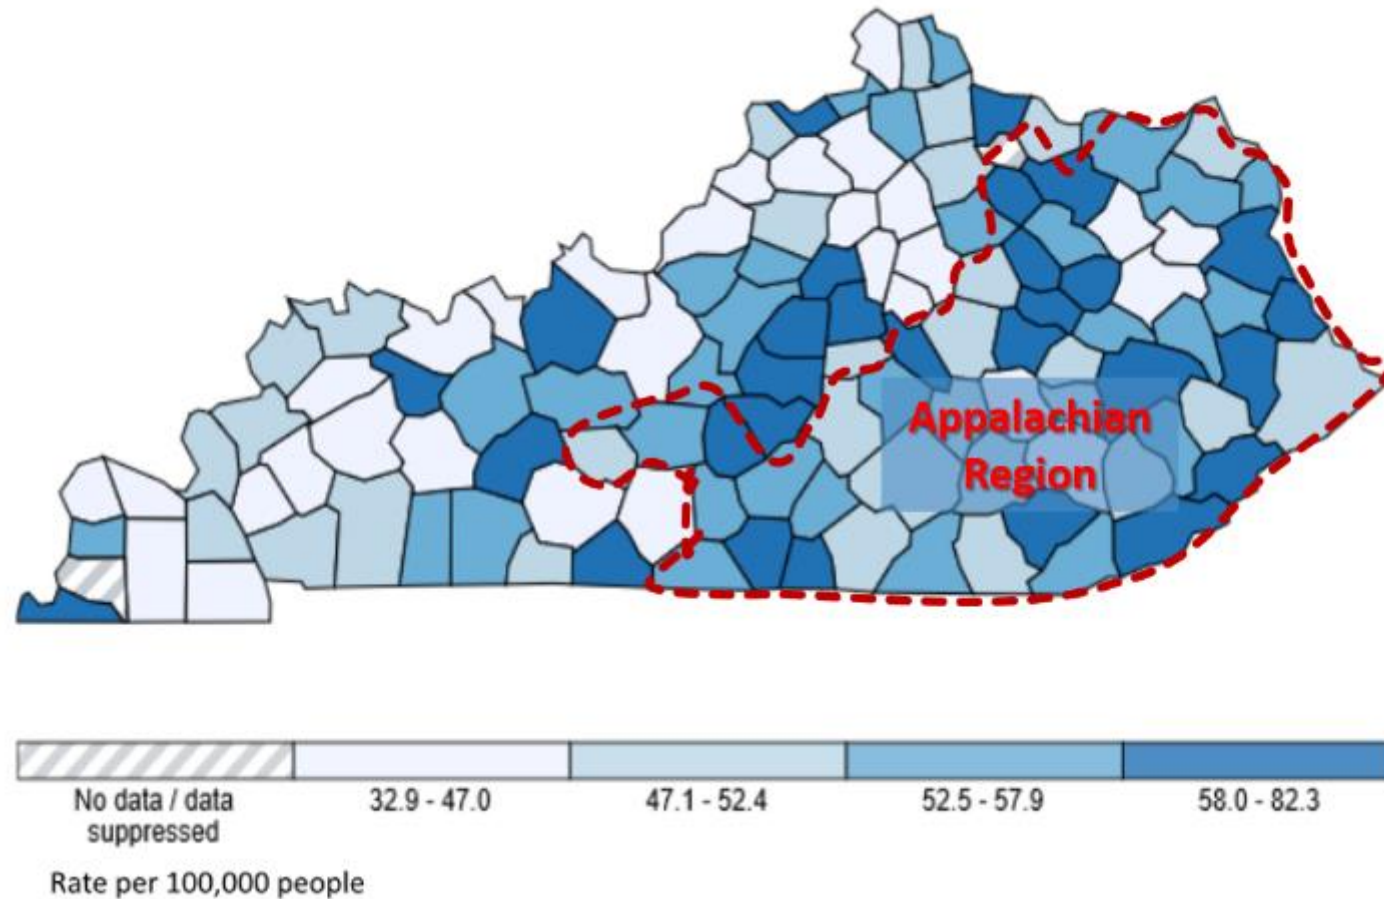 Appalachian
Region
No data / data
suppressed
32.9 - 47.0
47.1 - 52.4
52.5 - 57.9
58.0 - 82.3
Rate per 100,000 people